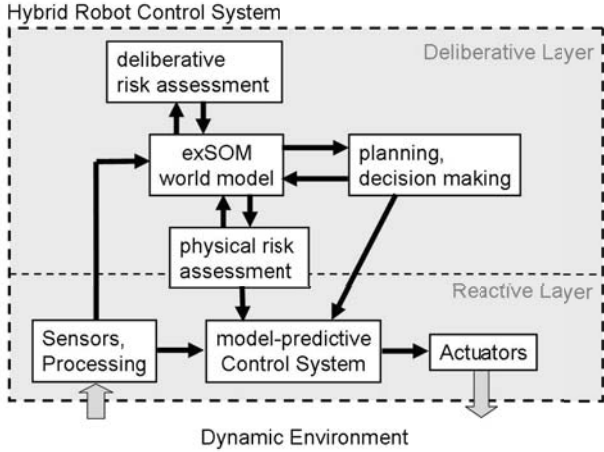 Hybrid Robot Control System
Deliberative Layer
deliberative
risk assessment
exSOM
world model
planning,
decision making
physical risk
assessment
Reactive Layer
Sensors,
Processing
model-predictive
Control System
Actuators
Dynamic Environment